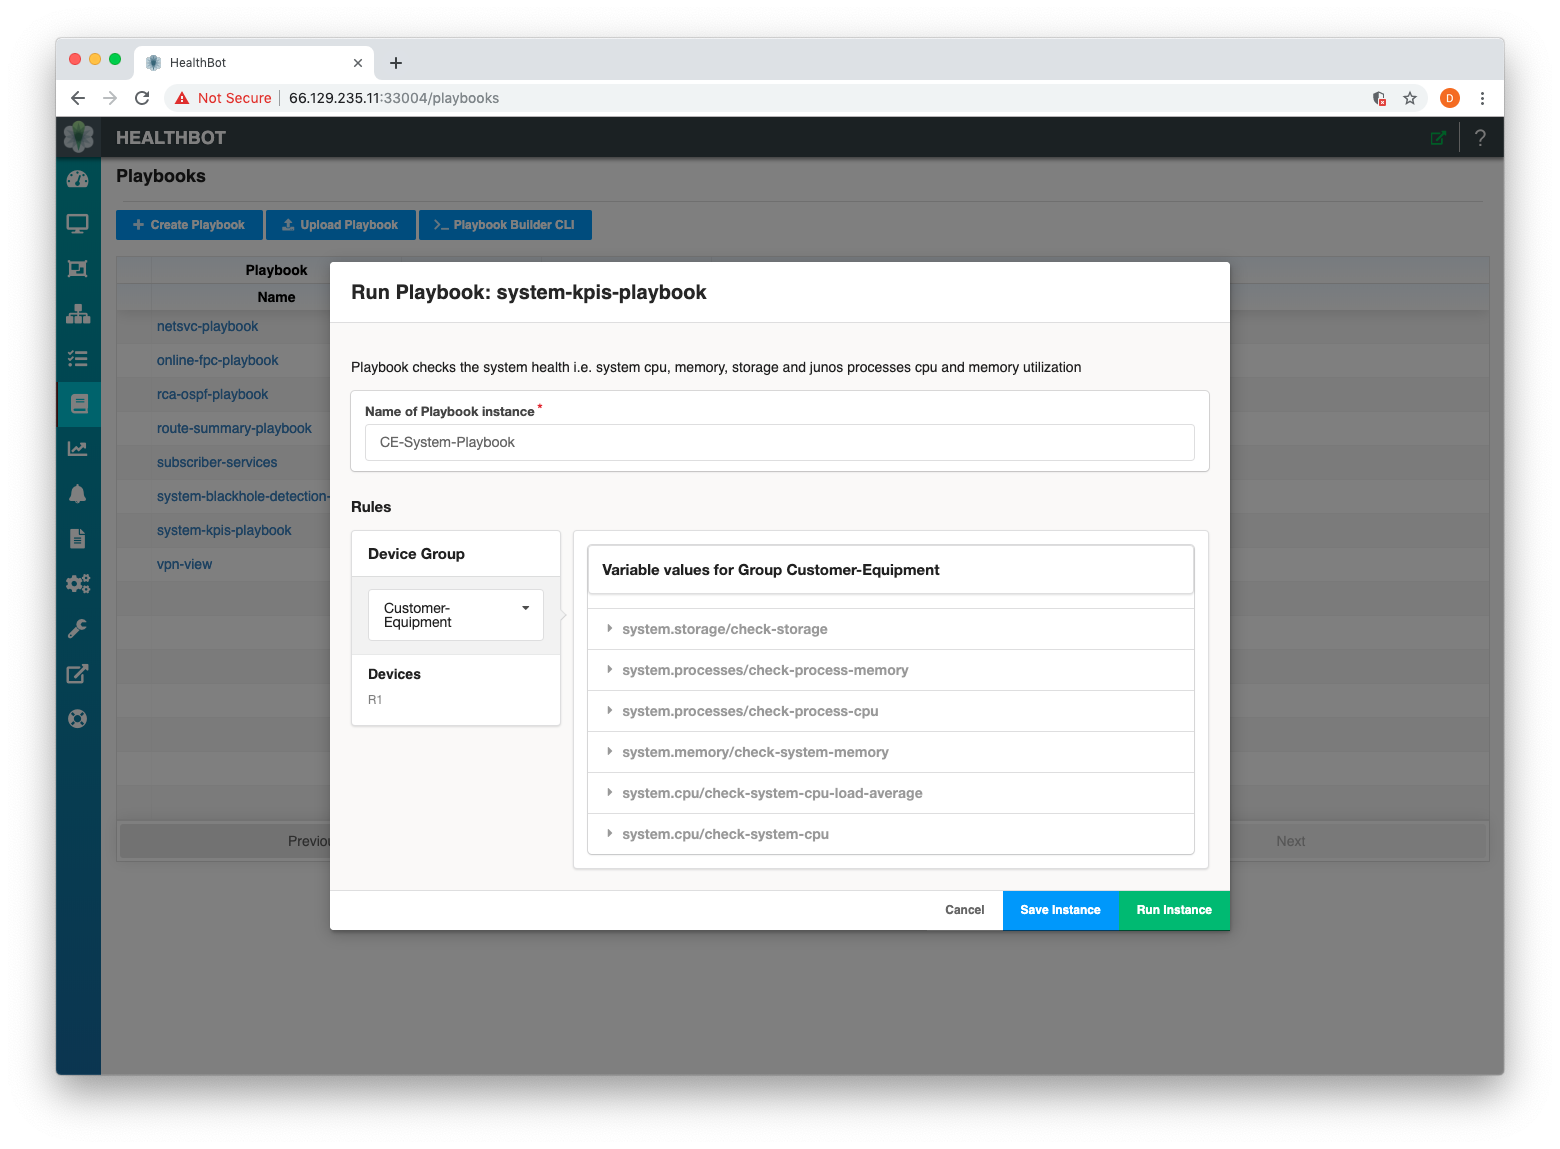 HealthBot
Not Secure 66.129.235.11:33004/playbooks
D
HEALTHBOT
?
Playbooks
Create Playbook
Upload Playbook
>_ Playbook Builder CLI
Playbook
Name
netsvc-playbook
online-fpc-playbook
rca-ospf-playbook
route-summary-playbook
subscriber-services
system-blackhole-detection-
system-kpis-playbook
vpn-view
Previou
Next
Run Playbook: system-kpis-playbook
Playbook checks the system health i.e. system cpu, memory, storage and junos processes cpu and memory utilization
Name of Playbook instance *
CE-System-Playbook
Rules
Device Group
Customer-
Equipment
Devices
R1
Variable values for Group Customer-Equipment
system.storage/check-storage
system.processes/check-process-memory
system.processes/check-process-cpu
system.memory/check-system-memory
system.cpu/check-system-cpu-load-average
system.cpu/check-system-cpu
Cancel
Save Instance
Run Instance